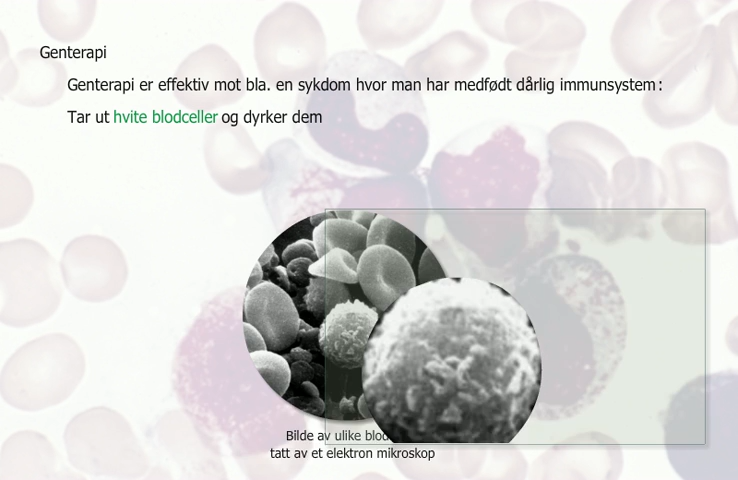 Genterapi
Genterapi er effektiv mot bla. en sykdom hvor man har medfødt dårlig immunsystem:
Tar ut hvite blodceller og dyrker dem
Bilde av ulike
tatt av et elektron mikroskop